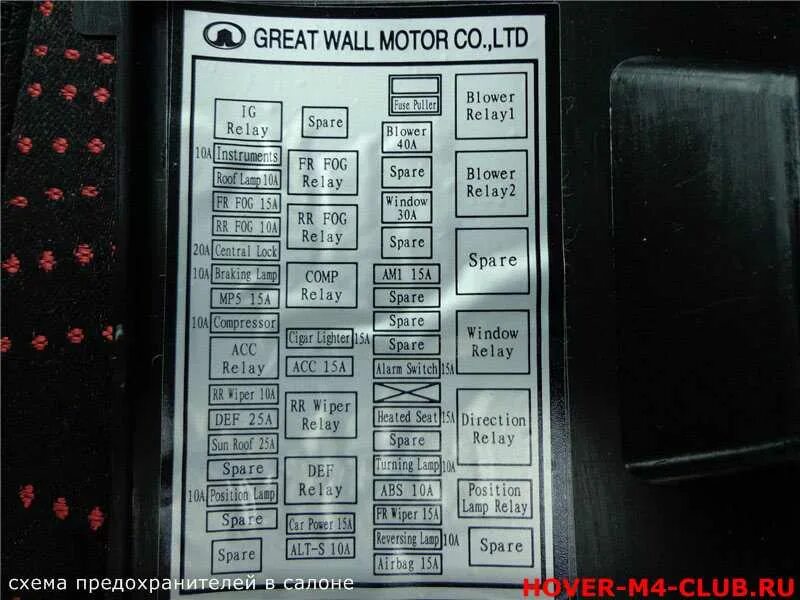 GREAT WALL MOTOR CO.,LTD
IG
Relay
10A Instruments
Roof Lamp 10A
FR FOG 15A
RR FOG 10A
20A Central Lock
10A Braking Lamp
MP5 15A
10A Compressor
ACC
Relay
RR Wiper 10A
DEF 25A
Sun Roof 25A
Spare
10A Position Lamp
Spare
Spare
Spare
FR FOG
Relay
RR FOG
Relay
COMP
Relay
Cigar Lighter 15A
ACC 15A
RR Wiper
Relay
DEF
Relay
Car Power 15A
ALT-S 10A
Fuse Puller
Blower
40A
Spare
Window
30A
Spare
AM1 15A
Spare
Spare
Spare
Alarm Switch 15A
Heated Seat 15A
Spare
Turning Lamp 10A
ABS 10A
FR Wiper 15A
Reversing Lamp 10A
Airbag 15A
Blower
Relay1
Blower
Relay2
Spare
Window
Relay
Direction
Relay
Position
Lamp Relay
Spare
схема предохранителей в салоне
HOVER-M4-CLUB.RU